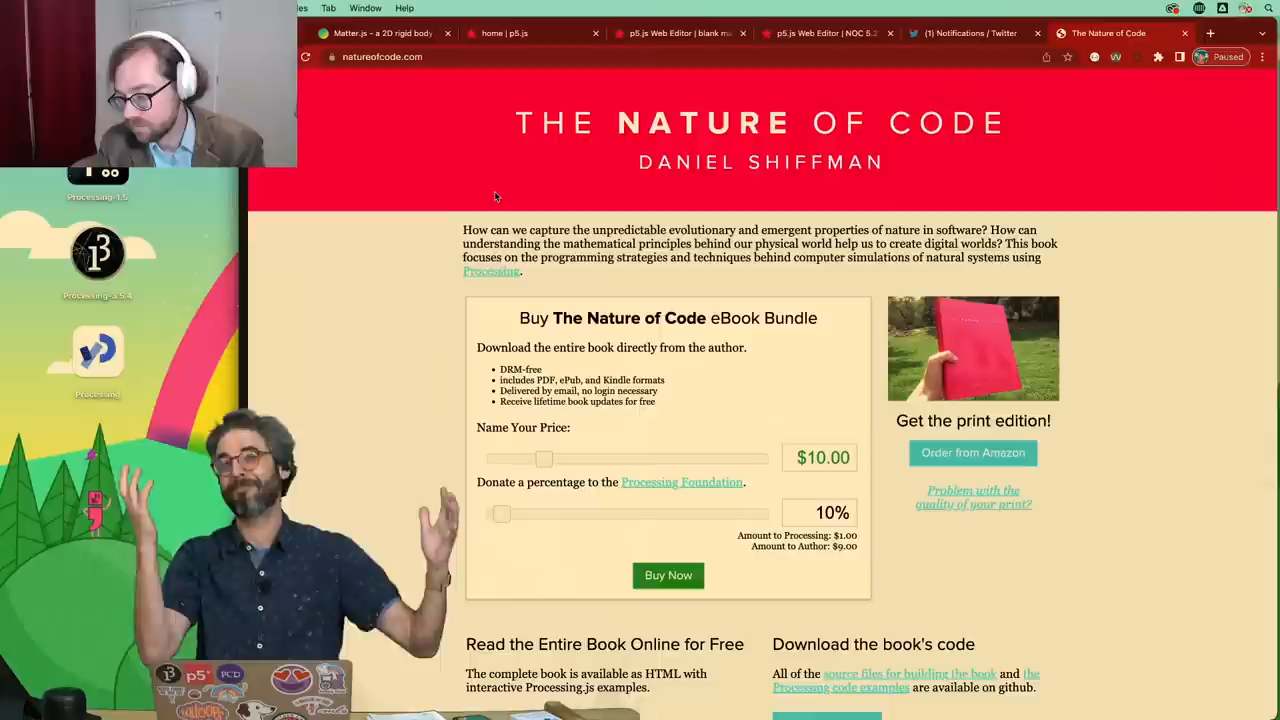 les Tab Window Help
Matter.js – a 2D rigid body
home | p5.js
p5.js Web Editor | blank m
p5.js Web Editor | NOC 5.2
(1) Notifications / Twitter
The Nature of Code
natureofcode.com
Paused
THE NATURE OF CODE
DANIEL SHIFFMAN
Processing-1.5
Processing-3.5.4
Processing
How can we capture the unpredictable evolutionary and emergent properties of nature in software? How can
understanding the mathematical principles behind our physical world help us to create digital worlds? This book
focuses on the programming strategies and techniques behind computer simulations of natural systems using
Processing.
Buy The Nature of Code eBook Bundle
Download the entire book directly from the author.
• DRM-free
• includes PDF, ePub, and Kindle formats
• Delivered by email, no login necessary
• Receive lifetime book updates for free
Name Your Price:
$10.00
Donate a percentage to the Processing Foundation.
10%
Amount to Processing: $1.00
Amount to Author: $9.00
Buy Now
Get the print edition!
Order from Amazon
Problem with the
quality of your print?
Read the Entire Book Online for Free
The complete book is available as HTML with
interactive Processing.js examples.
Download the book's code
All of the source files for building the book and the
Processing code examples are available on github.
p5* PCD